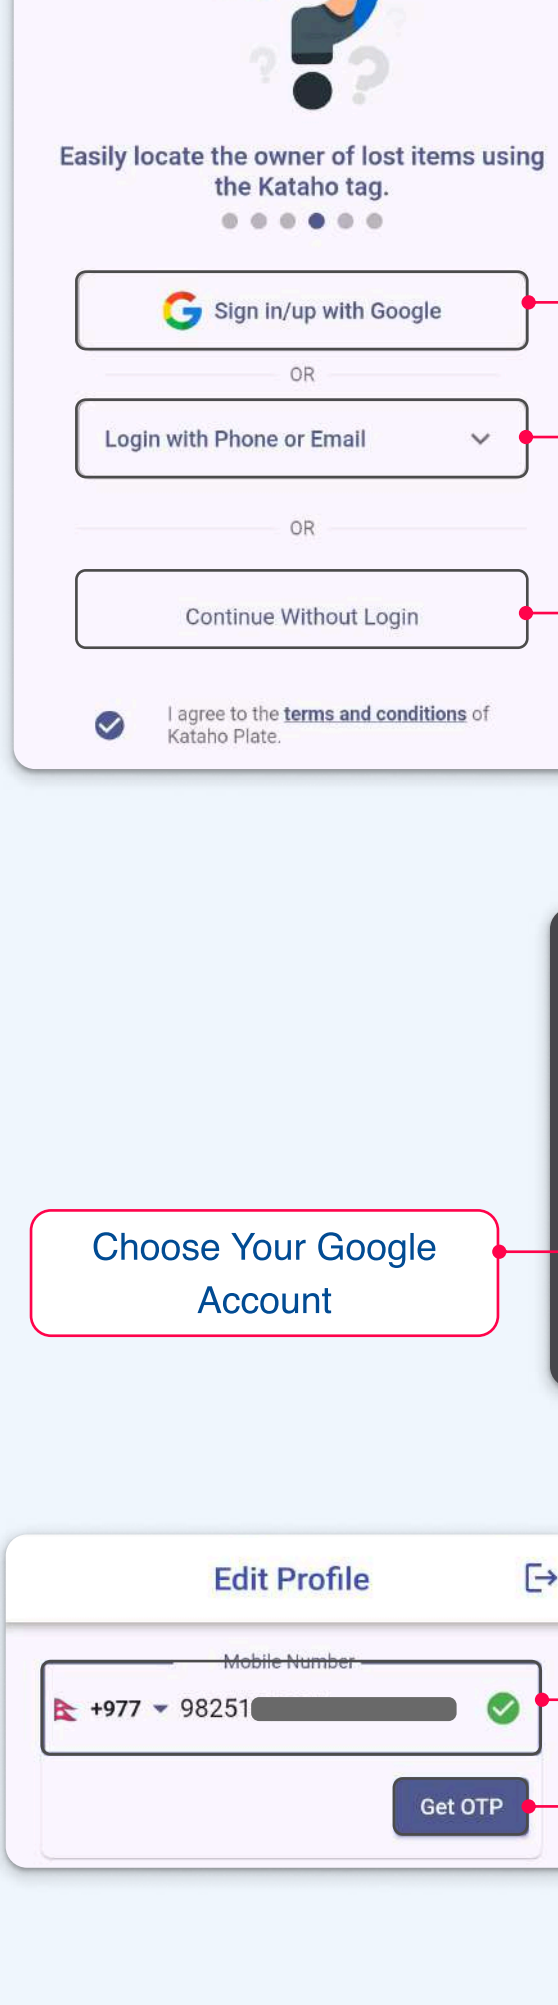 Easily locate the owner of lost items using
the Kataho tag.
Sign in/up with Google
OR
Login with Phone or Email
OR
Continue Without Login
I agree to the terms and conditions of
Kataho Plate.
Choose Your Google
Account
Edit Profile
Mobile Number
+977 98251
Get OTP